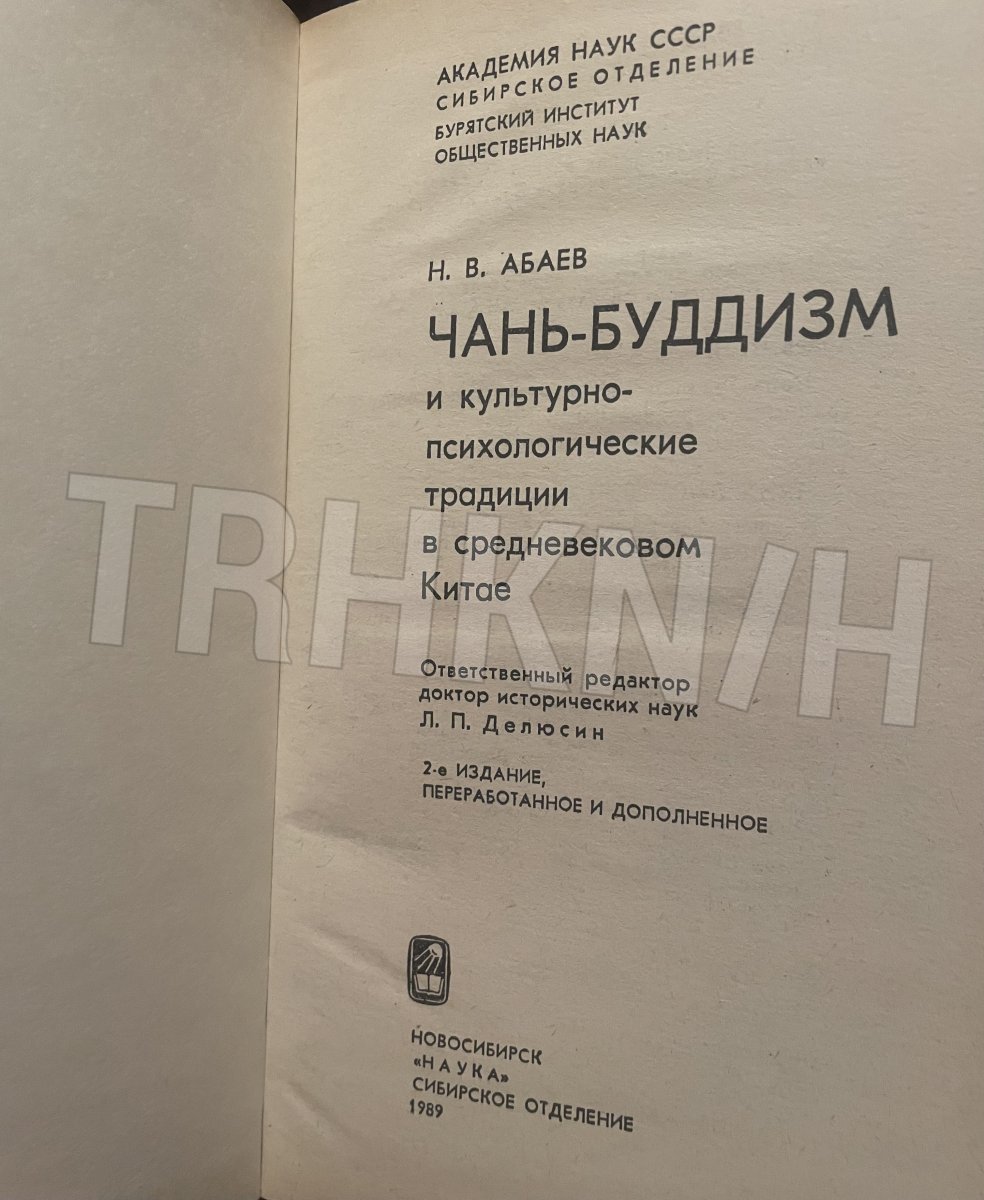 АКАДЕМИЯ НАУК СССР
СИБИРСКОЕ ОТДЕЛЕНИЕ
БУРЯТСКИЙ ИНСТИТУТ
ОБЩЕСТВЕННЫХ НАУК
Н. В. АБАЕВ
ЧАНЬ-БУДДИЗМ
и культурно-
психологические
традиции
в средневековом
Китае
TRHKN/H
Ответственный редактор
доктор исторических наук
Л. П. Делюсин
2-е ИЗДАНИЕ,
ПЕРЕРАБОТАННОЕ И ДОПОЛНЕННОЕ
НОВОСИБИРСК
«НАУКА»
СИБИРСКОЕ ОТДЕЛЕНИЕ
1989